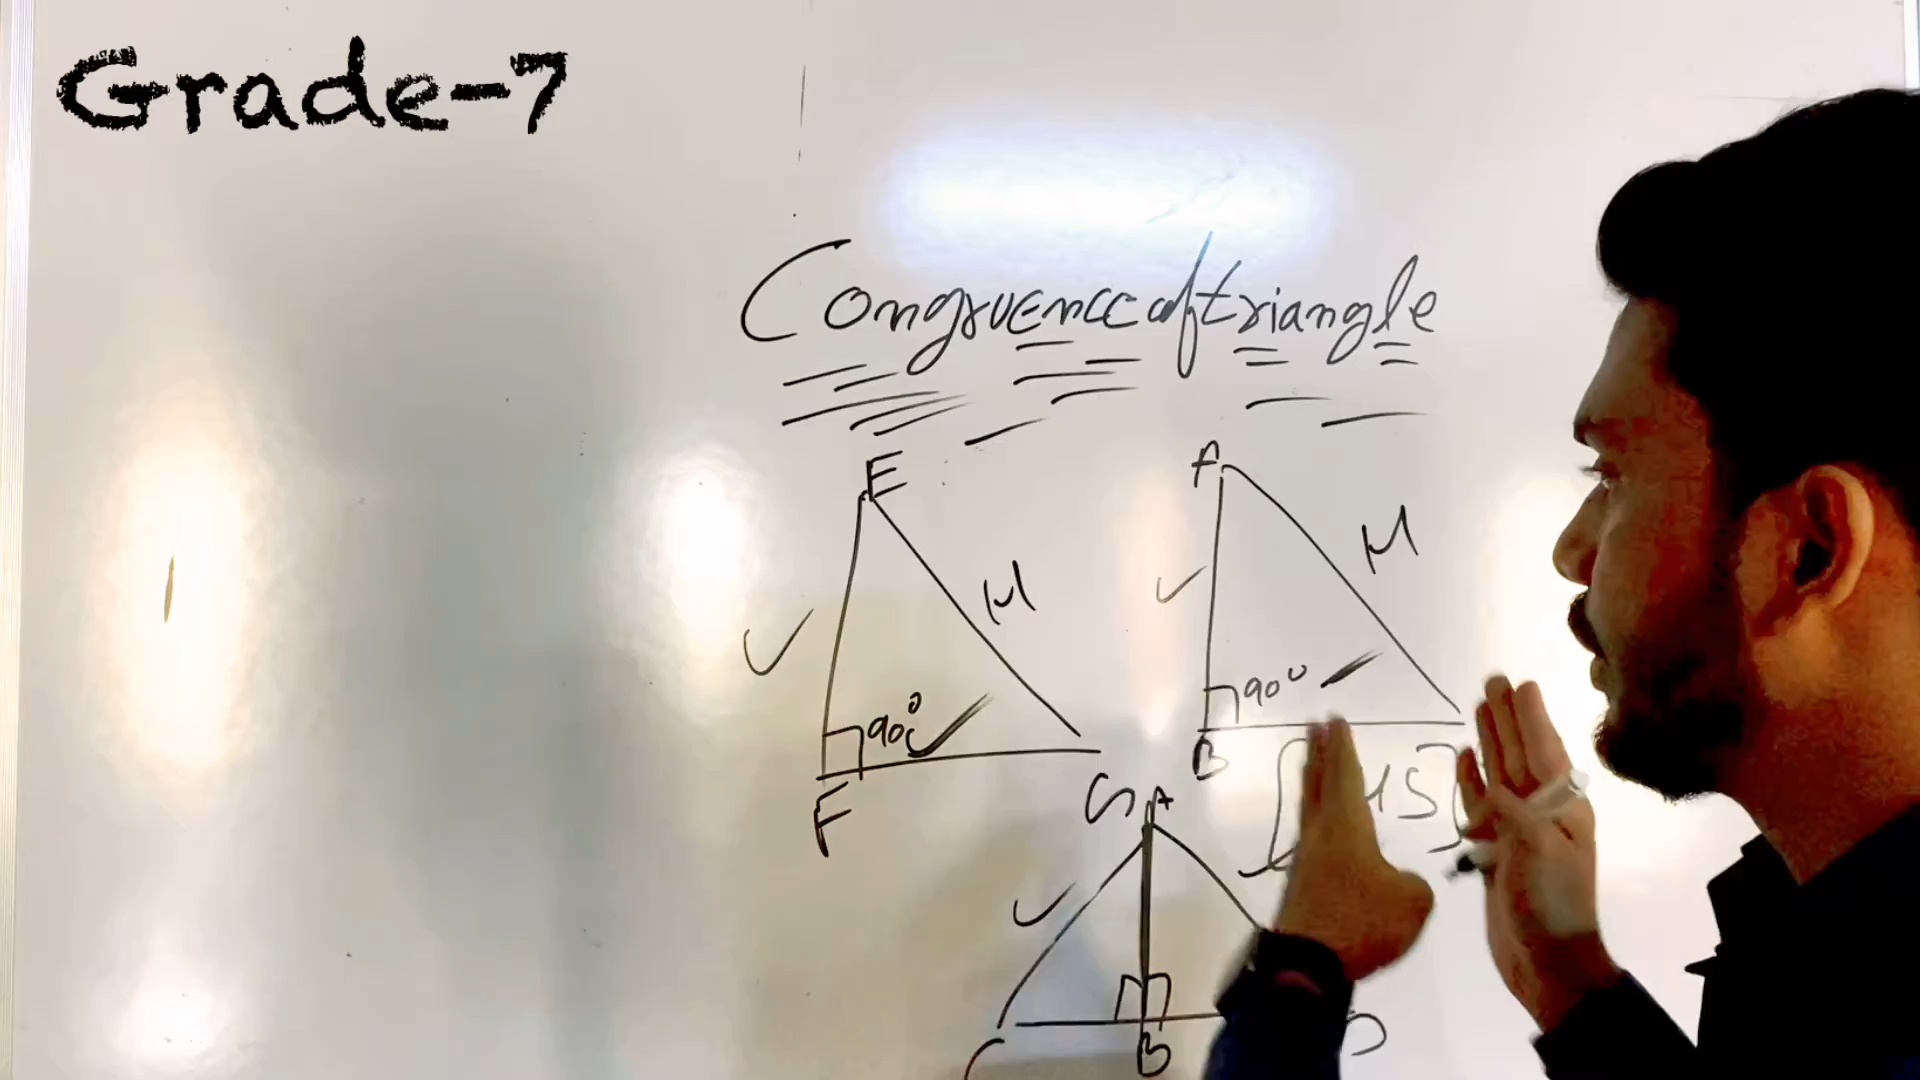 Grade-7
Congruence of triangle
E
A
H
H
90°
90°
F
G
B
A
HS
C
B
D